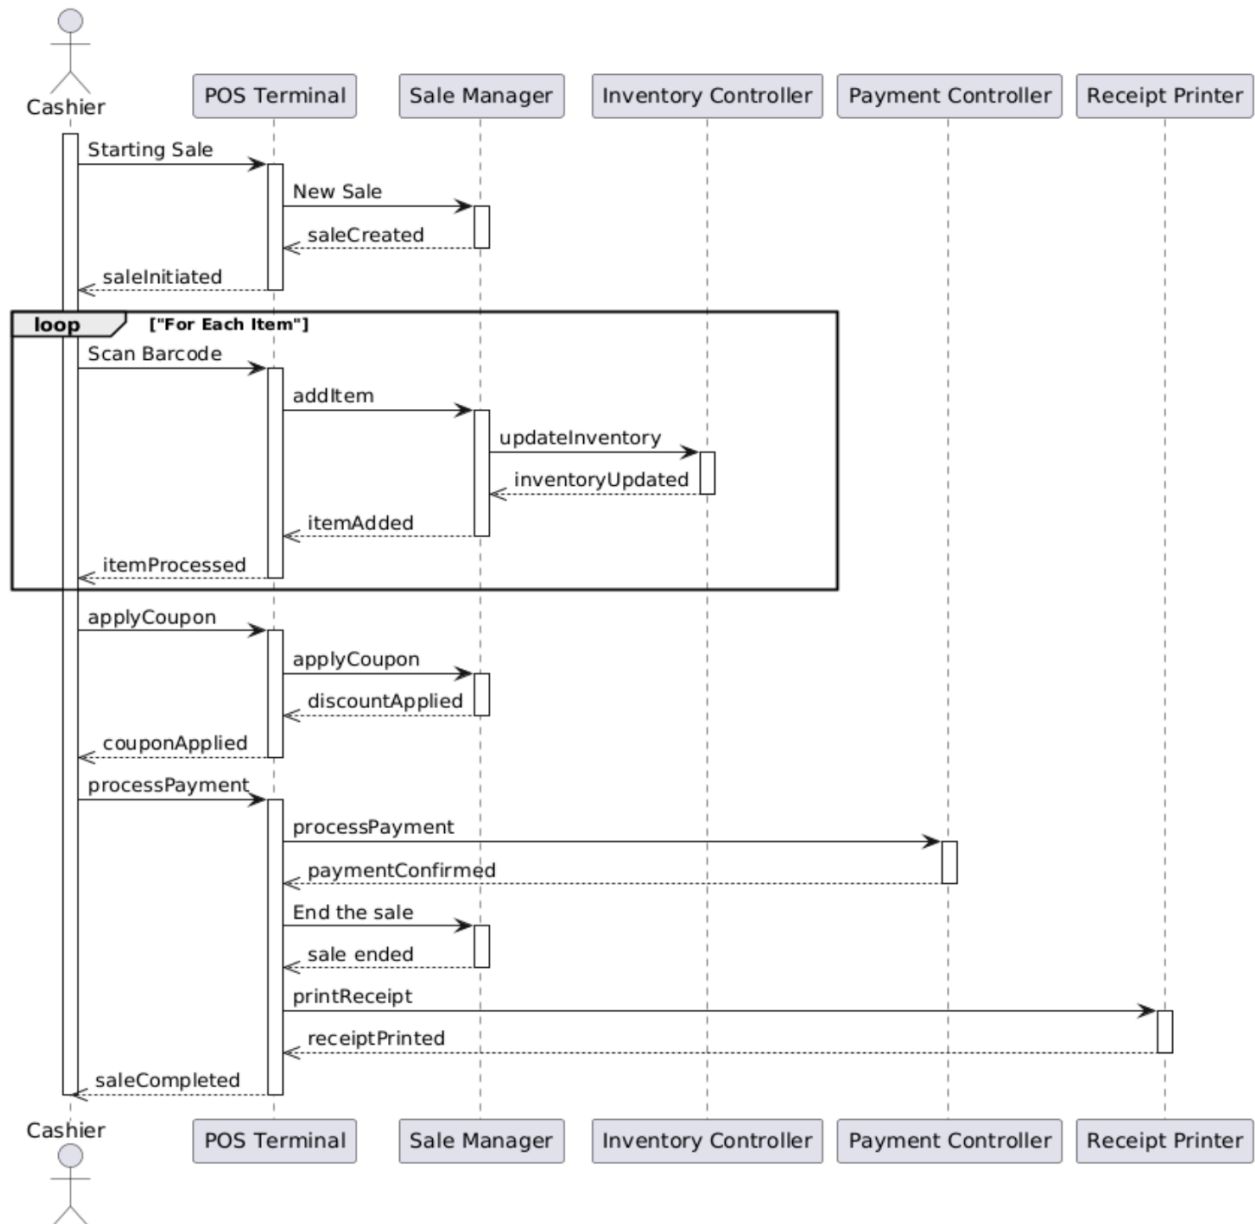 Cashier
POS Terminal
Sale Manager
Inventory Controller
Payment Controller
Receipt Printer
Starting Sale
New Sale
saleCreated
saleInitiated
loop
["For Each Item"]
Scan Barcode
addItem
updateInventory
inventoryUpdated
itemAdded
itemProcessed
applyCoupon
applyCoupon
discountApplied
couponApplied
processPayment
processPayment
paymentConfirmed
End the sale
sale ended
printReceipt
receiptPrinted
saleCompleted
Cashier
POS Terminal
Sale Manager
Inventory Controller
Payment Controller
Receipt Printer